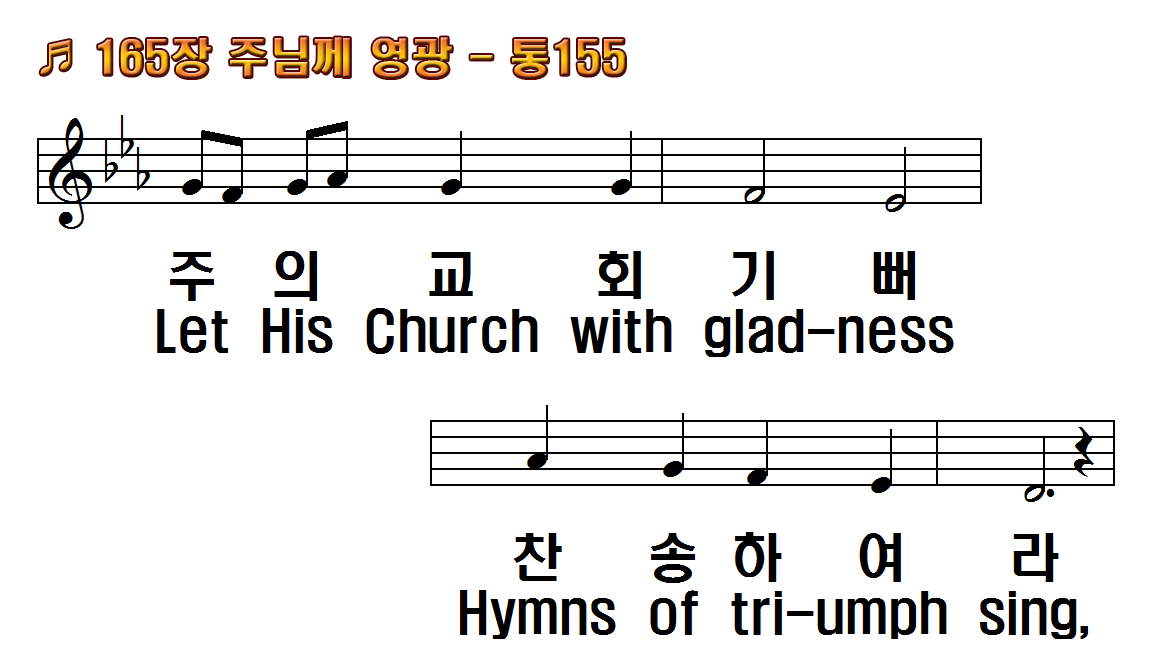 ♬ 165장 주님께 영광 - 통155
주 의 교 회 기 뻐
Let His Church with glad-ness
찬 송 하 여 라
Hymns of tri-umph sing,